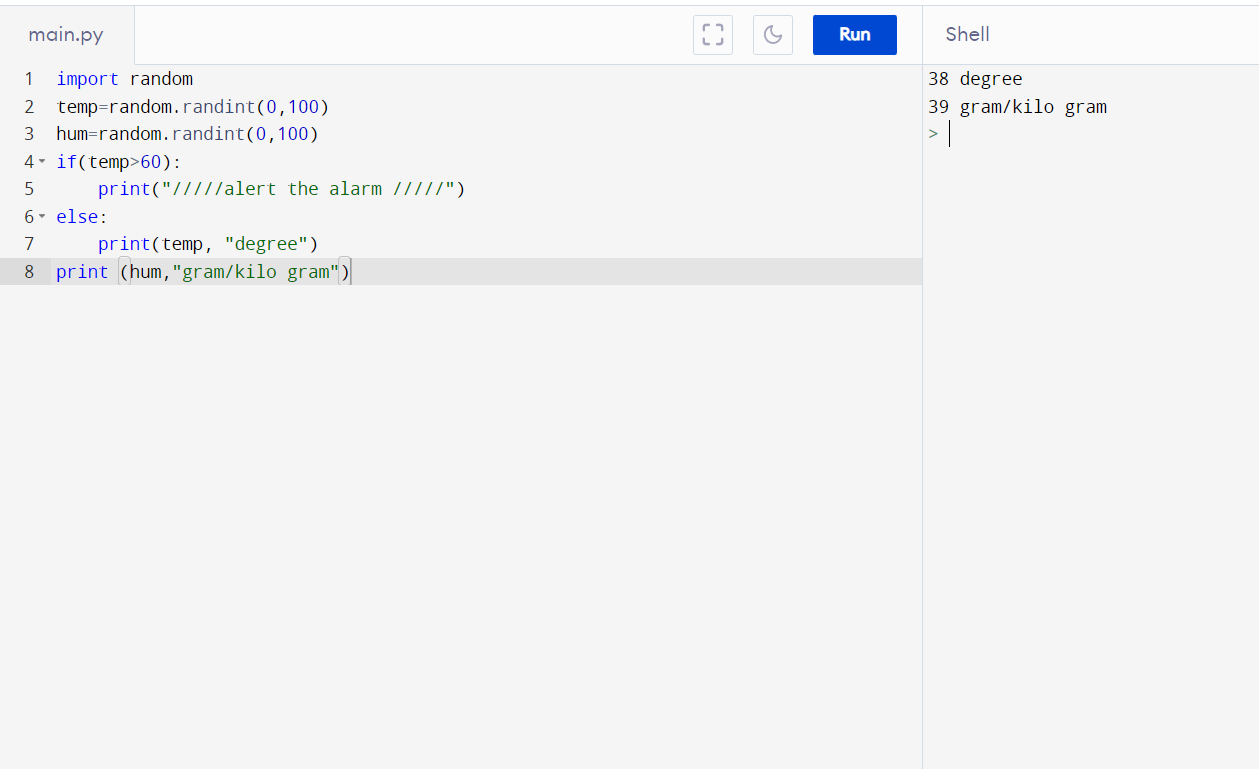 main.py
Run
Shell
1 import random
2 temp=random.randint(0,100)
3 hum=random.randint(0,100)
4 if(temp>60):
5     print("/////alert the alarm /////")
6 else:
7     print(temp, "degree")
8 print (hum,"gram/kilo gram")
38 degree
39 gram/kilo gram
>